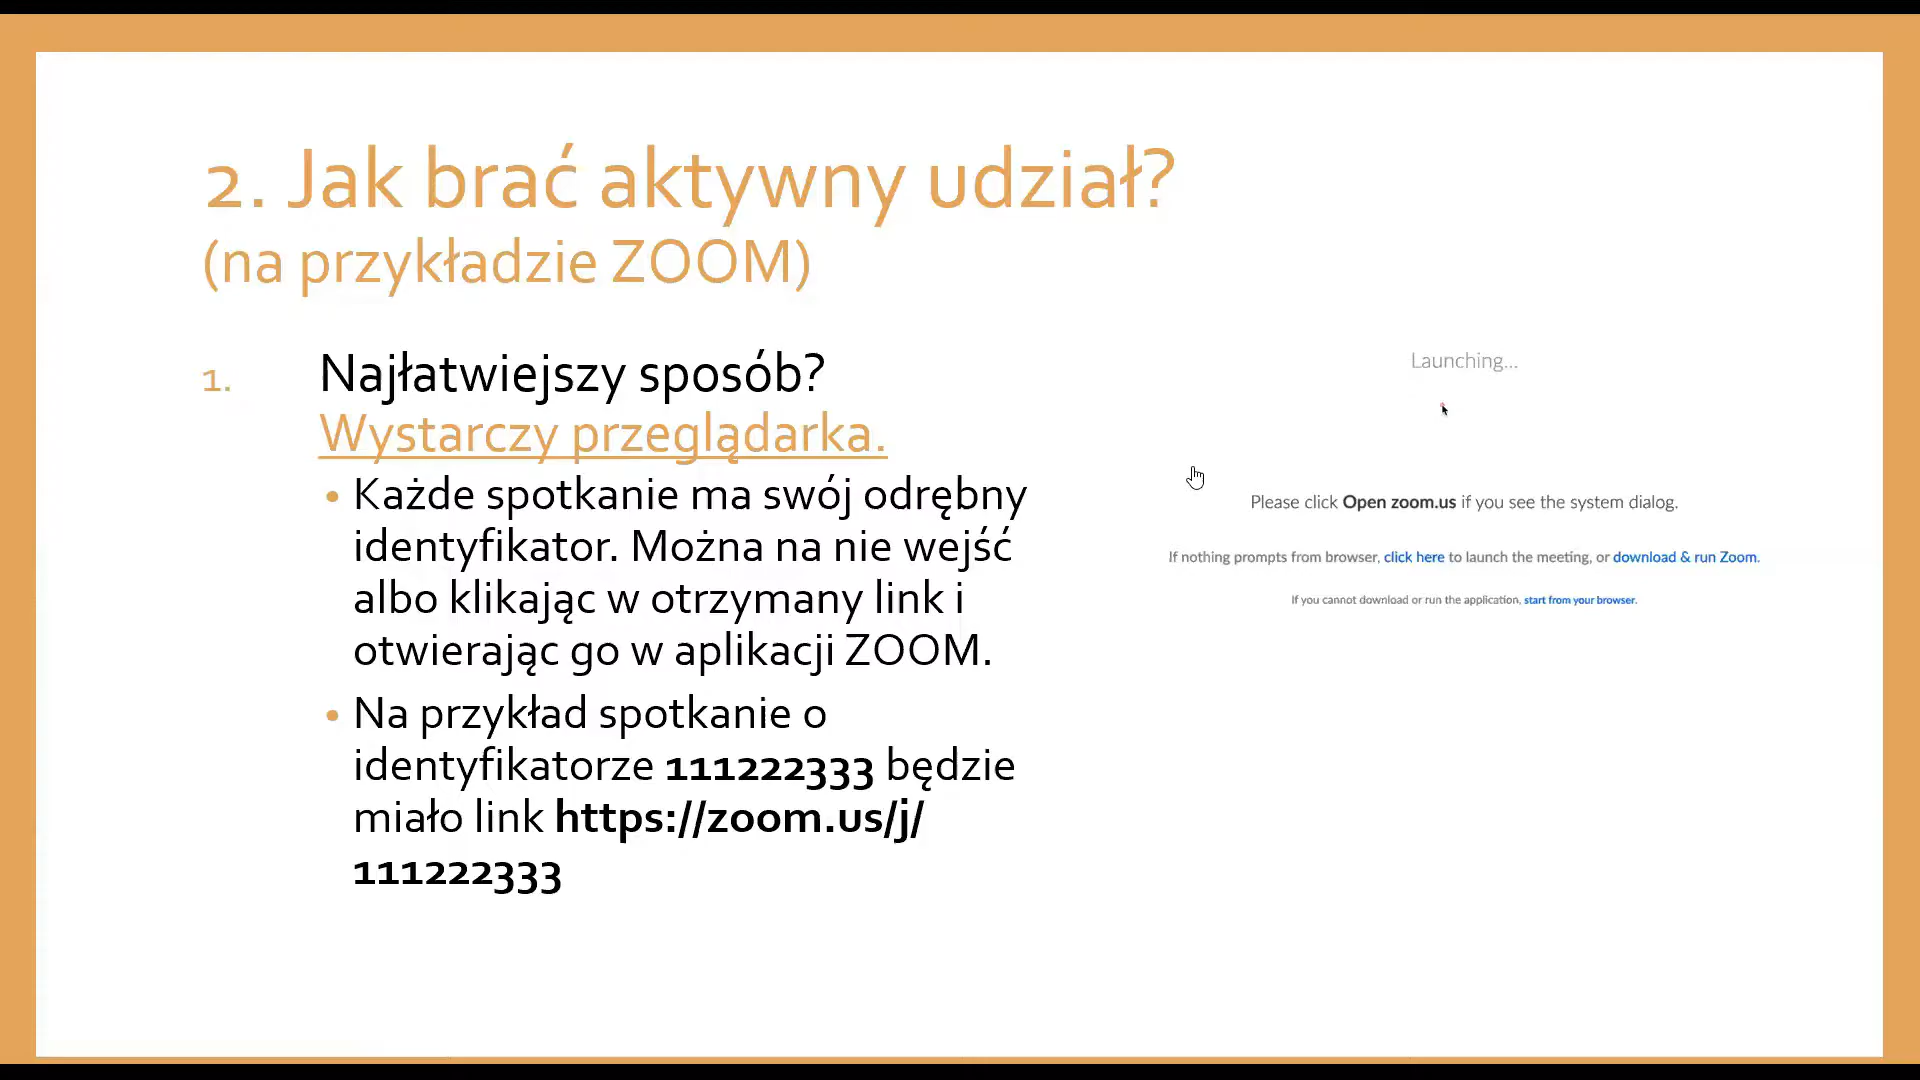 2. Jak brać aktywny udział?
(na przykładzie ZOOM)
1. Najłatwiejszy sposób?
Wystarczy przeglądarka.
• Każde spotkanie ma swój odrębny
identyfikator. Można na nie wejść
albo klikając w otrzymany link i
otwierając go w aplikacji ZOOM.
• Na przykład spotkanie o
identyfikatorze 111222333 będzie
miało link https://zoom.us/j/
111222333
Launching...
Please click Open zoom.us if you see the system dialog.
If nothing prompts from browser, click here to launch the meeting, or download & run Zoom.
If you cannot download or run the application, start from your browser.